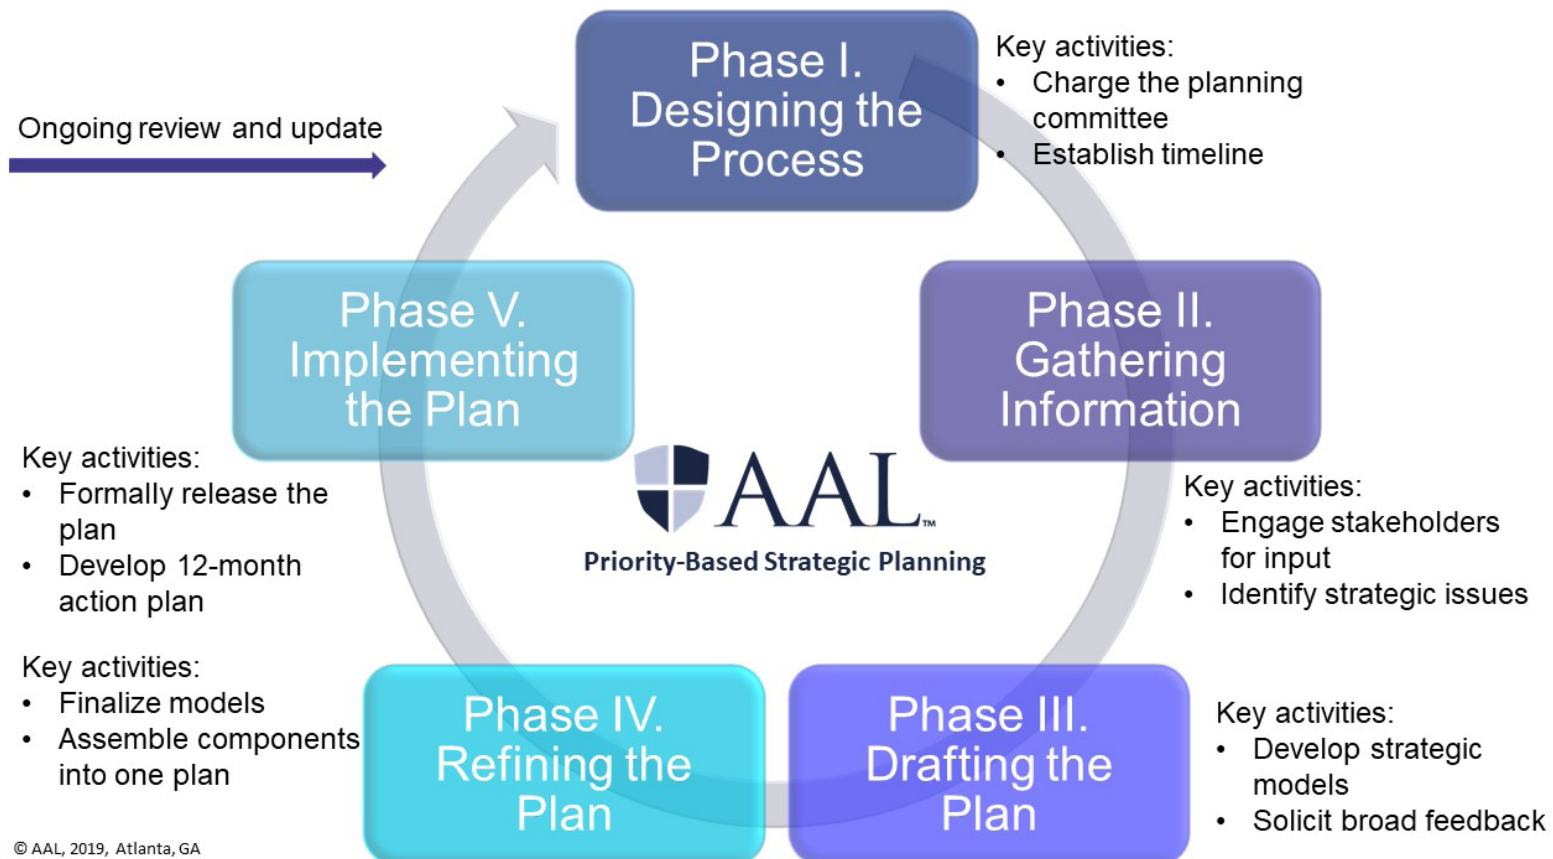 Phase I.
Designing the
Process
Key activities:
• Charge the planning
committee
• Establish timeline
Ongoing review and update
Phase II.
Gathering
Information
Key activities:
• Engage stakeholders
for input
• Identify strategic issues
Phase III.
Drafting the
Plan
Key activities:
• Develop strategic
models
• Solicit broad feedback
Phase IV.
Refining the
Plan
Key activities:
• Finalize models
• Assemble components
into one plan
Phase V.
Implementing
the Plan
Key activities:
• Formally release the
plan
• Develop 12-month
action plan
AAL™
Priority-Based Strategic Planning
© AAL, 2019, Atlanta, GA